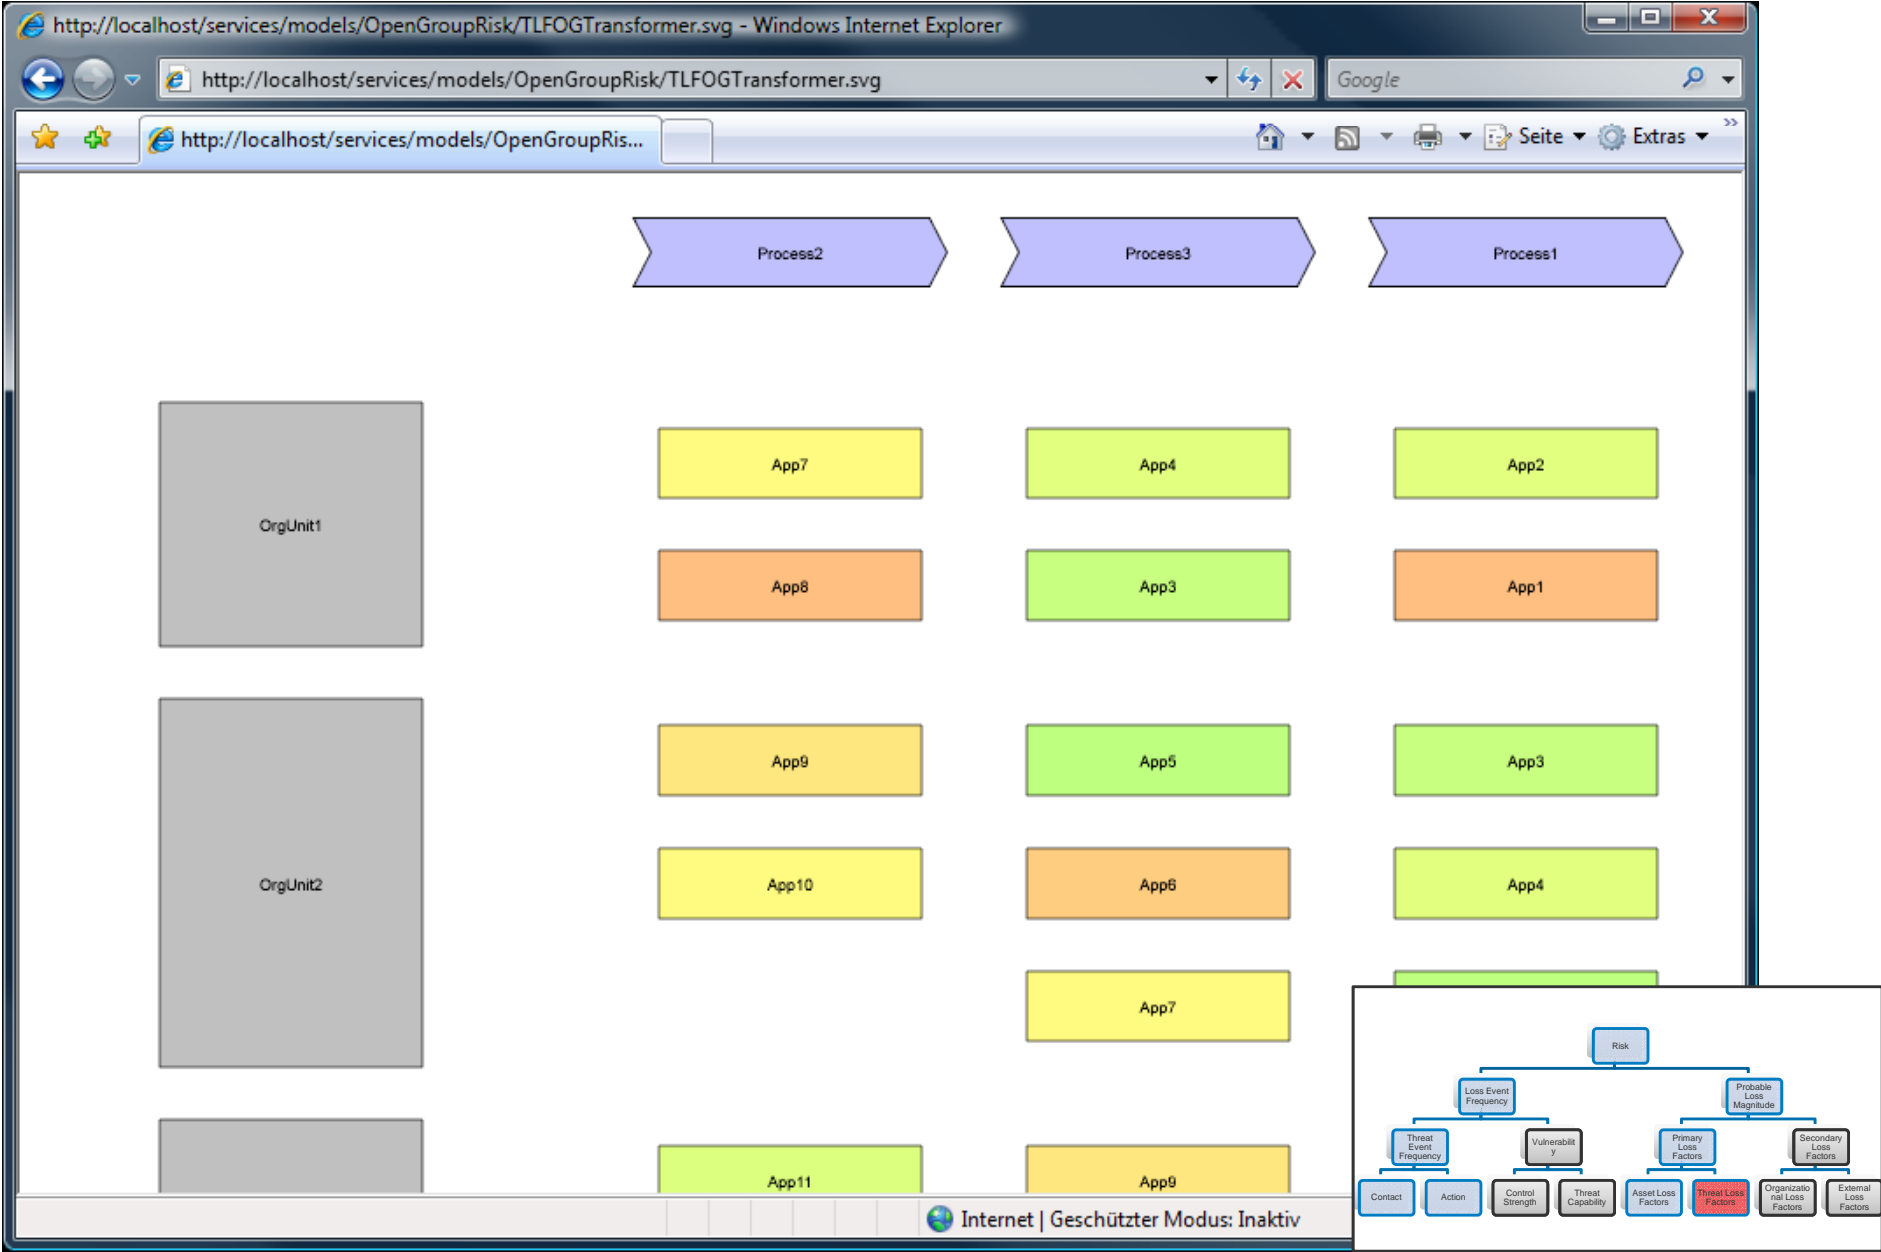 http://localhost/services/models/OpenGroupRisk/TLFOGTransformer.svg - Windows Internet Explorer
http://localhost/services/models/OpenGroupRisk/TLFOGTransformer.svg
Google
http://localhost/services/models/OpenGroupRis...
Seite
Extras
Process2
Process3
Process1
OrgUnit1
App7
App4
App2
App8
App3
App1
OrgUnit2
App9
App5
App3
App10
App6
App4
App7
App11
App9
Internet | Geschützter Modus: Inaktiv
Risk
Loss Event
Frequency
Probable
Loss
Magnitude
Threat
Event
Frequency
Vulnerabilit
y
Primary
Loss
Factors
Secondary
Loss
Factors
Contact
Action
Control
Strength
Threat
Capability
Asset Loss
Factors
Threat Loss
Factors
Organizatio
nal Loss
Factors
External
Loss
Factors